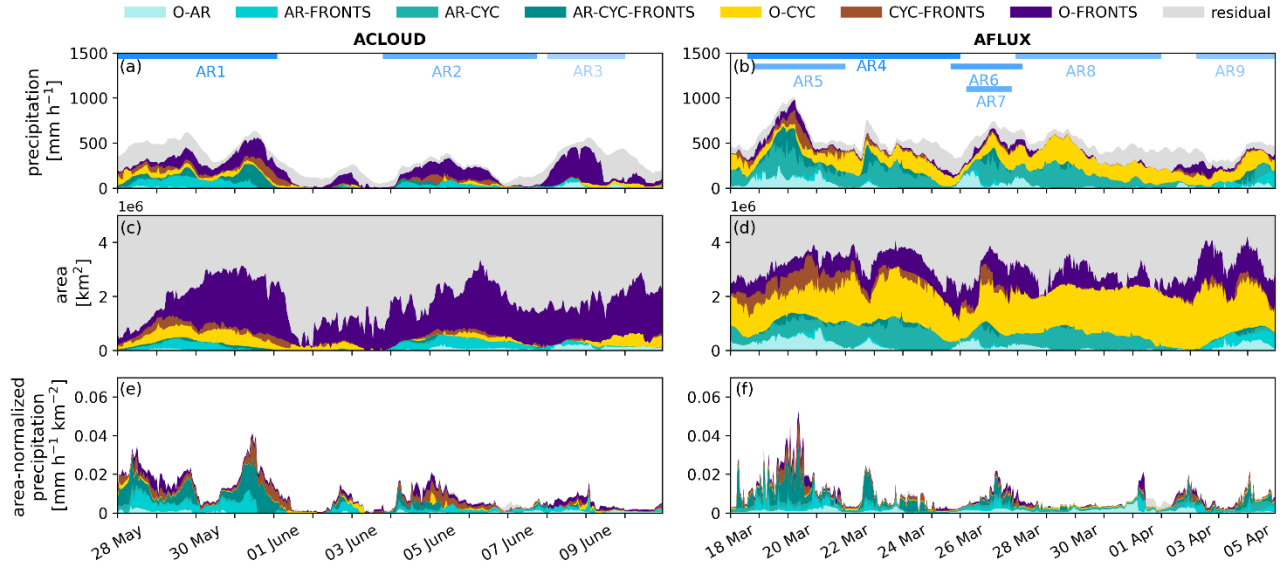 O-AR AR-FRONTS AR-CYC AR-CYC-FRONTS O-CYC CYC-FRONTS O-FRONTS residual
ACLOUD
AFLUX
precipitation
[mm h⁻¹]
1500
1000
500
0
(a)
AR1
AR2
AR3
1500
1000
500
0
(b)
AR4
AR5
AR6
AR7
AR8
AR9
1e6
area
[km²]
4
2
0
(c)
4
2
0
(d)
area-normalized
precipitation
[mm h⁻¹ km⁻²]
0.06
0.04
0.02
0
(e)
0.06
0.04
0.02
0
(f)
28 May
30 May
01 June
03 June
05 June
07 June
09 June
18 Mar
20 Mar
22 Mar
24 Mar
26 Mar
28 Mar
30 Mar
01 Apr
03 Apr
05 Apr